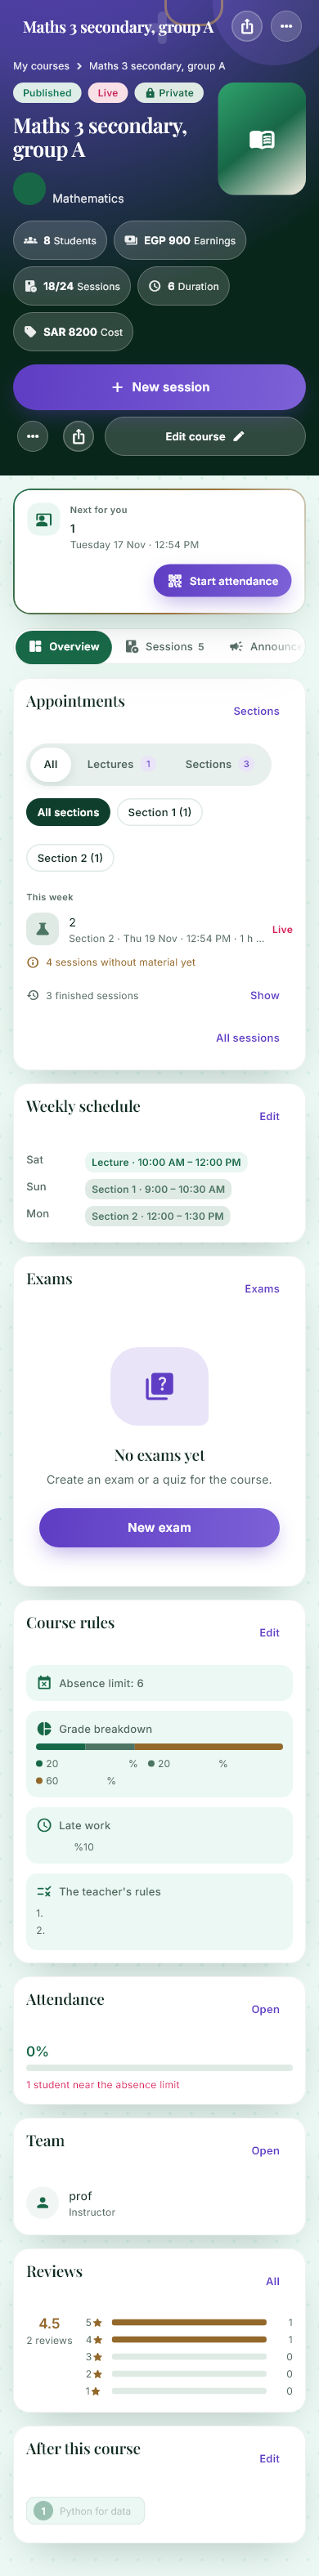 Maths 3 secondary, group A
My courses > Maths 3 secondary, group A
Published Live Private
Maths 3 secondary,
group A
Mathematics
8 Students EGP 900 Earnings
18/24 Sessions 6 Duration
SAR 8200 Cost
+ New session
Edit course
Next for you
1
Tuesday 17 Nov · 12:54 PM
Start attendance
Overview Sessions 5 Announc
Appointments
Sections
All Lectures 1 Sections 3
All sections Section 1 (1)
Section 2 (1)
This week
2
Section 2 · Thu 19 Nov · 12:54 PM · 1 h ... Live
4 sessions without material yet
3 finished sessions Show
All sessions
Weekly schedule
Edit
Sat Lecture · 10:00 AM – 12:00 PM
Sun Section 1 · 9:00 – 10:30 AM
Mon Section 2 · 12:00 – 1:30 PM
Exams
Exams
No exams yet
Create an exam or a quiz for the course.
New exam
Course rules
Edit
Absence limit: 6
Grade breakdown
20 % 20 %
60 %
Late work
%10
The teacher's rules
1.
2.
Attendance
Open
0%
1 student near the absence limit
Team
Open
prof
Instructor
Reviews
All
4.5
2 reviews
5★ 1
4★ 1
3★ 0
2★ 0
1★ 0
After this course
Edit
1 Python for data